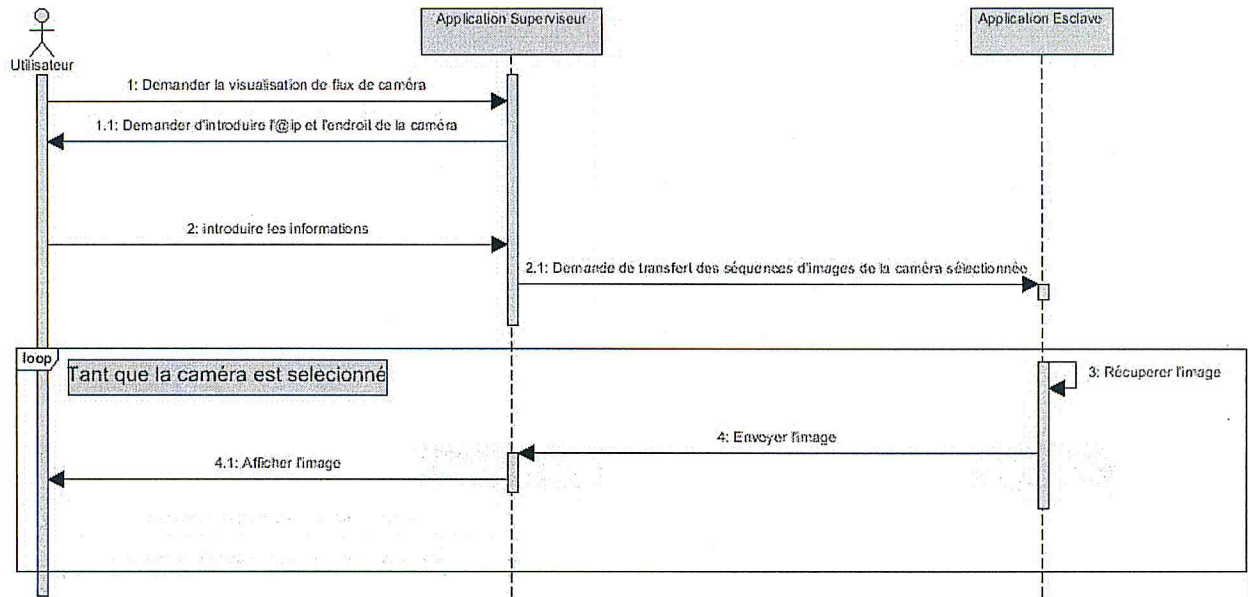 Application Superviseur
Application Esclave
Utilisateur
1: Demander la visualisation de flux de caméra
1.1: Demander d'introduire l'@ip et l'endroit de la caméra
2: introduire les informations
2.1: Demande de transfert des séquences d'images de la caméra sélectionnée
loop
Tant que la caméra est selecionné
3: Récuperer l'image
4: Envoyer l'image
4.1: Afficher l'image